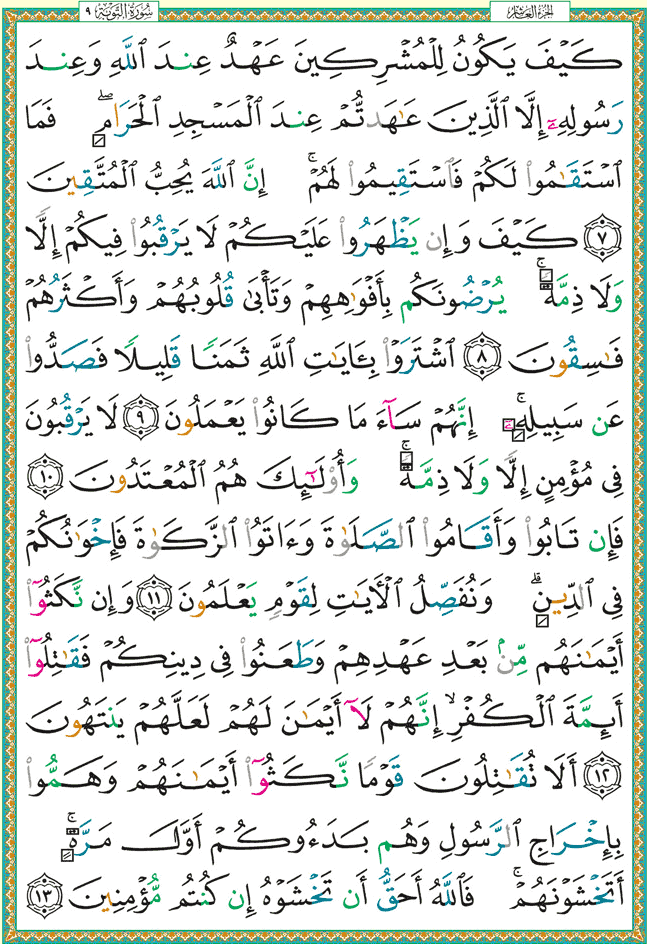 الجزء العاشر
سُورَةُ التَّوۡبَةِ ٩
كَيۡفَ يَكُونُ لِلۡمُشۡرِكِينَ عَهۡدٌ عِندَ ٱللَّهِ وَعِندَ
رَسُولِهِۦٓ إِلَّا ٱلَّذِينَ عَٰهَدتُّمۡ عِندَ ٱلۡمَسۡجِدِ ٱلۡحَرَامِۖ فَمَا
ٱسۡتَقَٰمُواْ لَكُمۡ فَٱسۡتَقِيمُواْ لَهُمۡۚ إِنَّ ٱللَّهَ يُحِبُّ ٱلۡمُتَّقِينَ
٧ كَيۡفَ وَإِن يَظۡهَرُواْ عَلَيۡكُمۡ لَا يَرۡقُبُواْ فِيكُمۡ إِلّٗا
وَلَا ذِمَّةٗۚ يُرۡضُونَكُم بِأَفۡوَٰهِهِمۡ وَتَأۡبَىٰ قُلُوبُهُمۡ وَأَكۡثَرُهُمۡ
فَٰسِقُونَ ٨ ٱشۡتَرَوۡاْ بِـَٔايَٰتِ ٱللَّهِ ثَمَنٗا قَلِيلٗا فَصَدُّواْ
عَن سَبِيلِهِۦٓۚ إِنَّهُمۡ سَآءَ مَا كَانُواْ يَعۡمَلُونَ ٩ لَا يَرۡقُبُونَ
فِي مُؤۡمِنٍ إِلّٗا وَلَا ذِمَّةٗۚ وَأُوْلَٰٓئِكَ هُمُ ٱلۡمُعۡتَدُونَ ١٠
فَإِن تَابُواْ وَأَقَامُواْ ٱلصَّلَوٰةَ وَءَاتَوُاْ ٱلزَّكَوٰةَ فَإِخۡوَٰنُكُمۡ
فِي ٱلدِّينِۗ وَنُفَصِّلُ ٱلۡأٓيَٰتِ لِقَوۡمٖ يَعۡلَمُونَ ١١ وَإِن نَّكَثُوٓاْ
أَيۡمَٰنَهُم مِّنۢ بَعۡدِ عَهۡدِهِمۡ وَطَعَنُواْ فِي دِينِكُمۡ فَقَٰتِلُوٓاْ
أَئِمَّةَ ٱلۡكُفۡرِ إِنَّهُمۡ لَآ أَيۡمَٰنَ لَهُمۡ لَعَلَّهُمۡ يَنتَهُونَ
١٢ أَلَا تُقَٰتِلُونَ قَوۡمٗا نَّكَثُوٓاْ أَيۡمَٰنَهُمۡ وَهَمُّواْ
بِإِخۡرَاجِ ٱلرَّسُولِ وَهُم بَدَءُوكُمۡ أَوَّلَ مَرَّةٍۚ
أَتَخۡشَوۡنَهُمۡۚ فَٱللَّهُ أَحَقُّ أَن تَخۡشَوۡهُ إِن كُنتُم مُّؤۡمِنِينَ ١٣